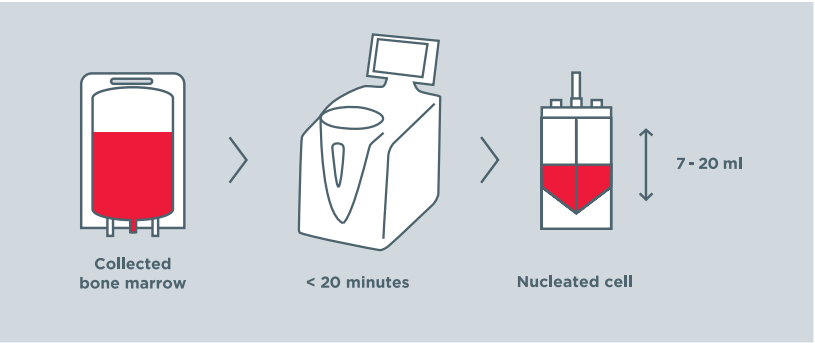 Collected
bone marrow
< 20 minutes
Nucleated cell
7 - 20 ml